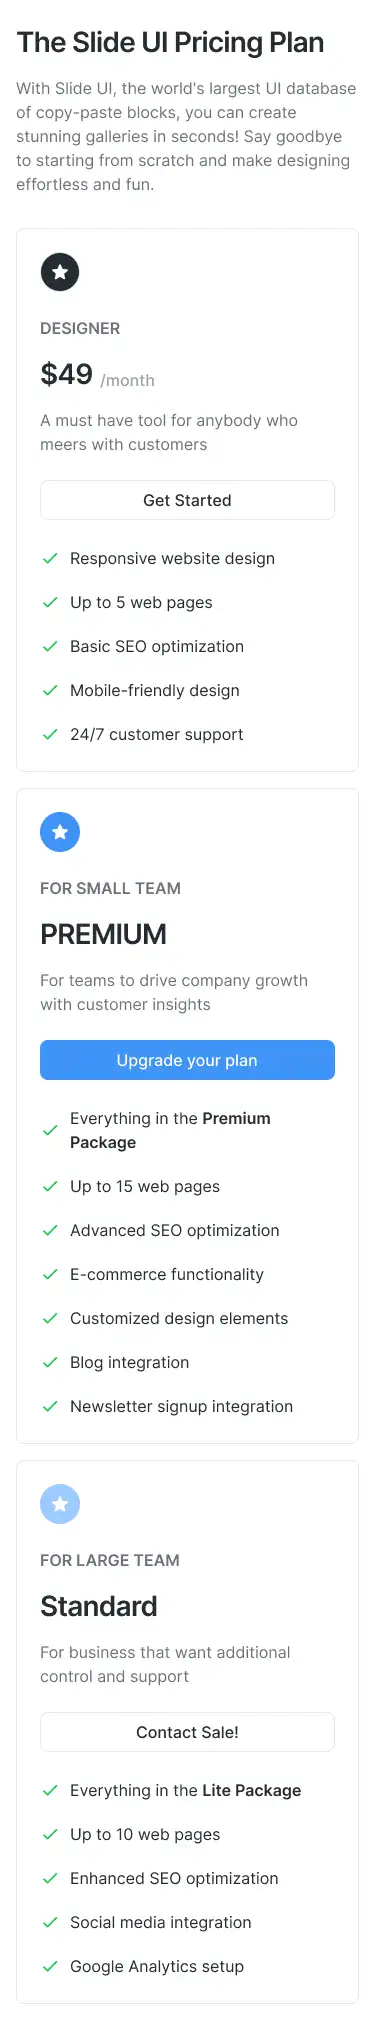 The Slide UI Pricing Plan
With Slide UI, the world's largest UI database
of copy-paste blocks, you can create
stunning galleries in seconds! Say goodbye
to starting from scratch and make designing
effortless and fun.
DESIGNER
$49 /month
A must have tool for anybody who
meers with customers
Get Started
Responsive website design
Up to 5 web pages
Basic SEO optimization
Mobile-friendly design
24/7 customer support
FOR SMALL TEAM
PREMIUM
For teams to drive company growth
with customer insights
Upgrade your plan
Everything in the Premium
Package
Up to 15 web pages
Advanced SEO optimization
E-commerce functionality
Customized design elements
Blog integration
Newsletter signup integration
FOR LARGE TEAM
Standard
For business that want additional
control and support
Contact Sale!
Everything in the Lite Package
Up to 10 web pages
Enhanced SEO optimization
Social media integration
Google Analytics setup